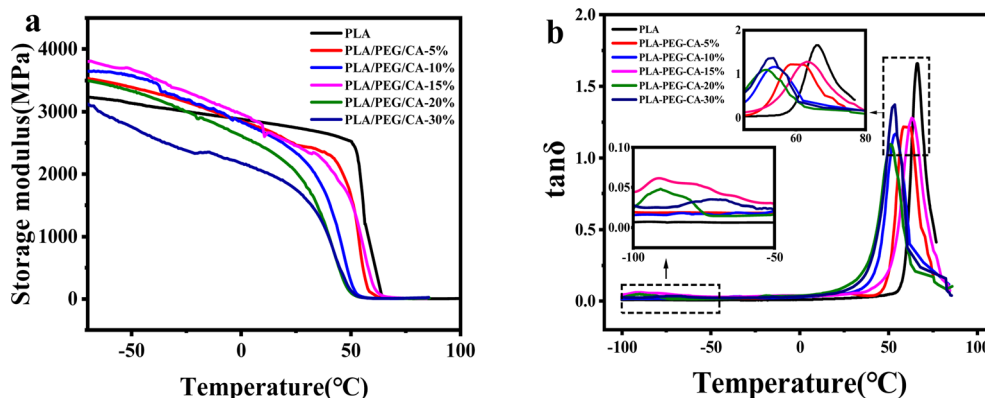 a
Storage modulus(MPa)
4000
3000
2000
1000
0
-50
0
50
100
Temperature(°C)
PLA
PLA/PEG/CA-5%
PLA/PEG/CA-10%
PLA/PEG/CA-15%
PLA/PEG/CA-20%
PLA/PEG/CA-30%
b
tanδ
2.0
1.5
1.0
0.5
0.0
-100
-50
0
50
100
Temperature(°C)
PLA
PLA-PEG-CA-5%
PLA-PEG-CA-10%
PLA-PEG-CA-15%
PLA-PEG-CA-20%
PLA-PEG-CA-30%
2
1
0
60
80
0.10
0.05
0.00
-100
-50